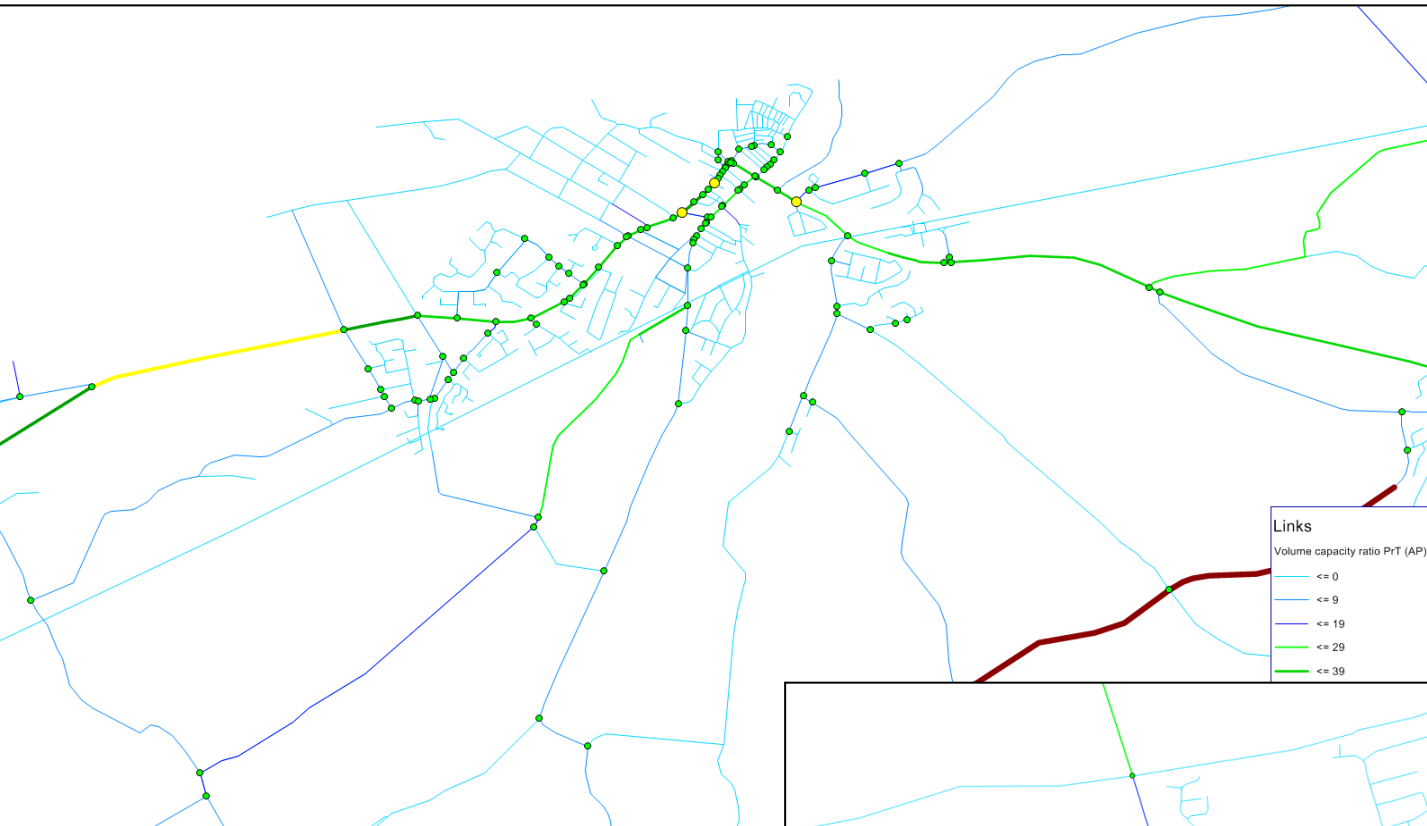 Links
Volume capacity ratio PrT (AP)
<= 0
<= 9
<= 19
<= 29
<= 39